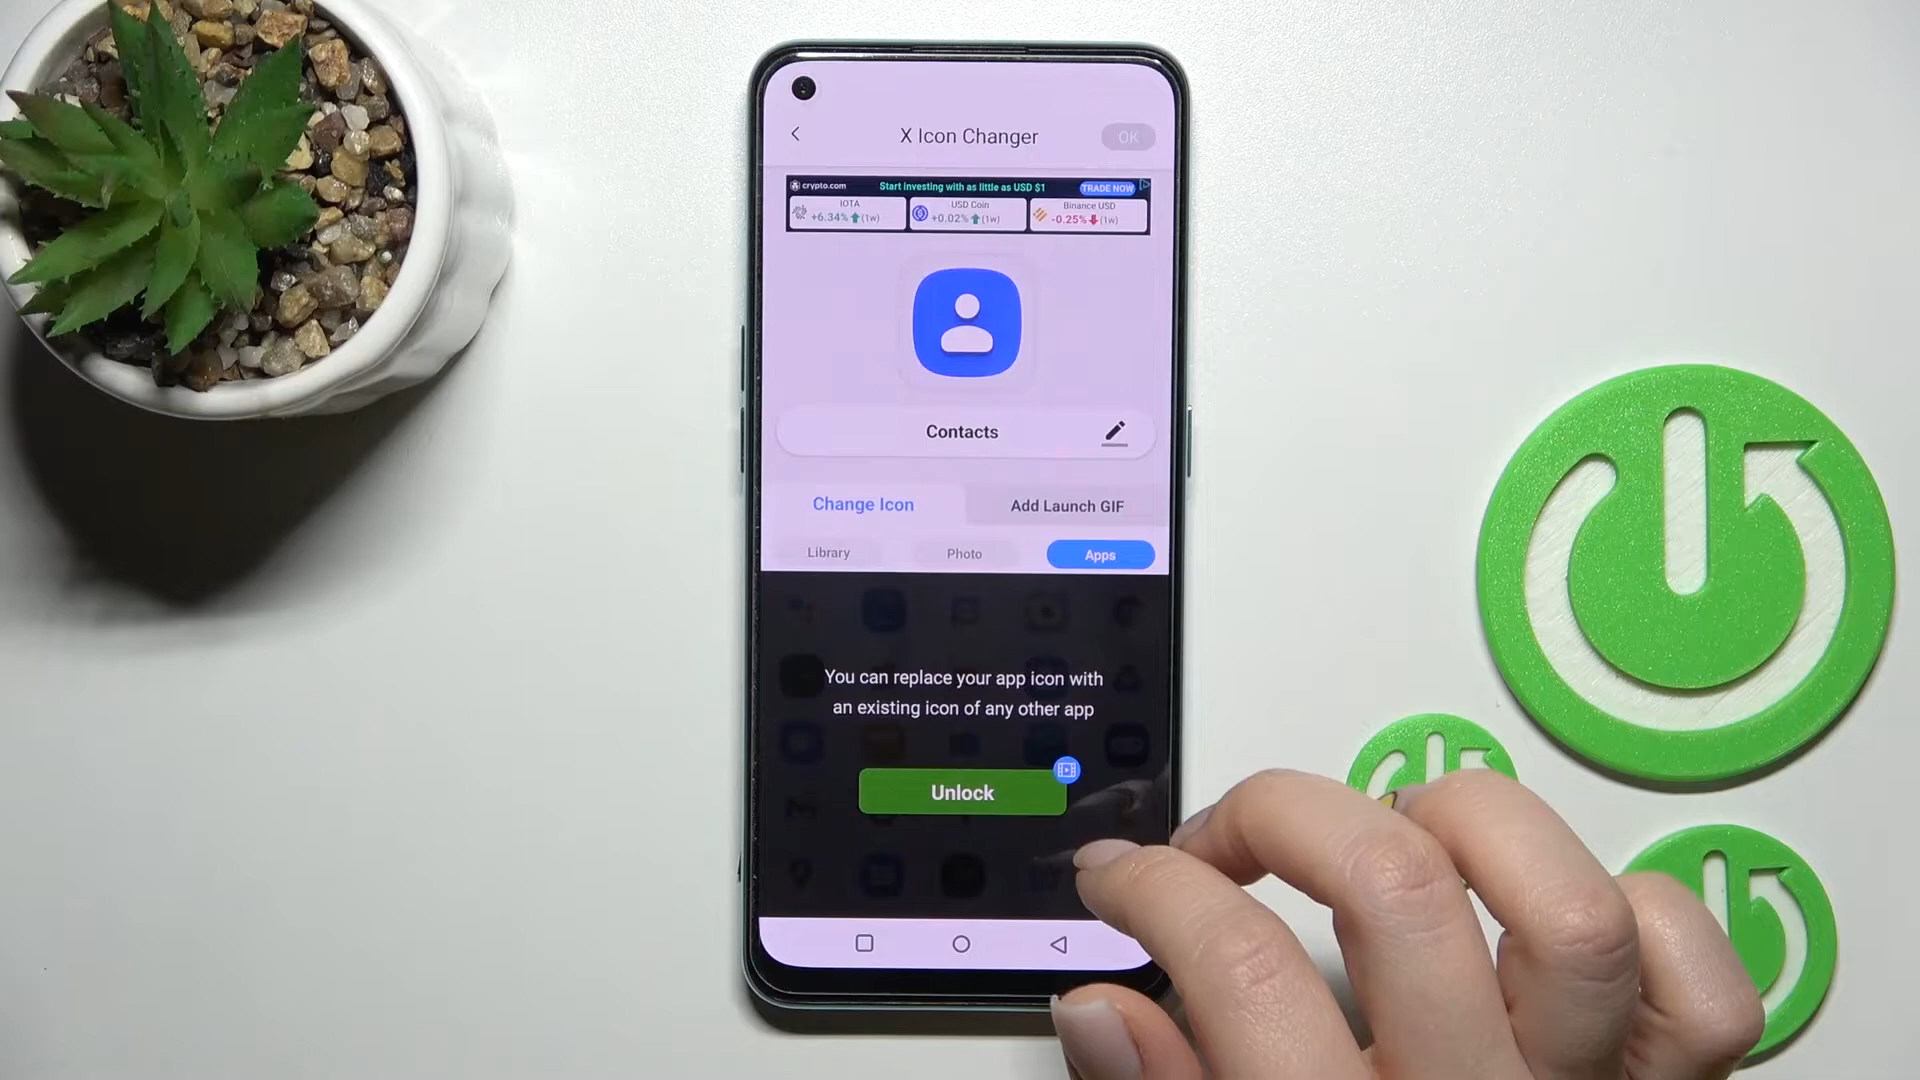 X Icon Changer
OK
crypto.com
Start investing with as little as USD $1
TRADE NOW
IOTA
+6.34% (1w)
USD Coin
+0.02% (1w)
Binance USD
-0.25% (1w)
Contacts
Change Icon
Add Launch GIF
Library
Photo
Apps
You can replace your app icon with
an existing icon of any other app
Unlock